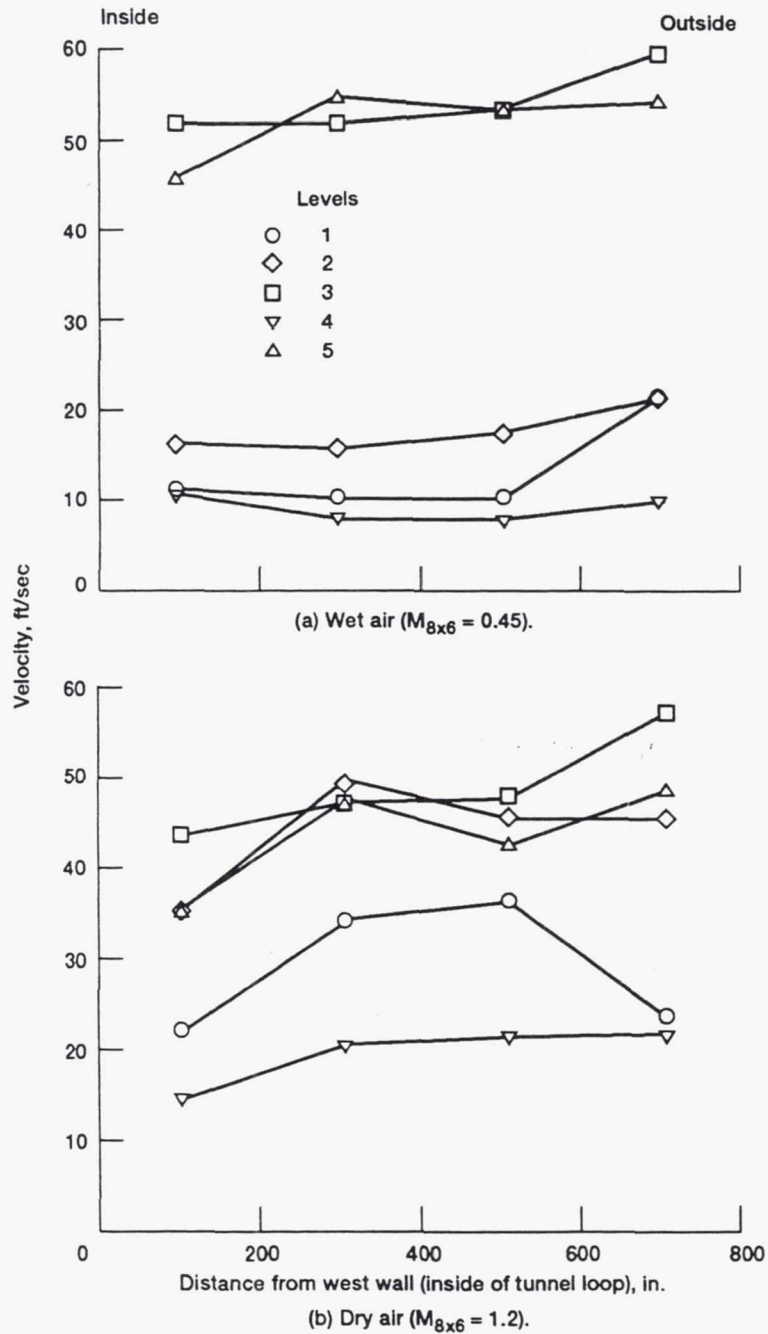 Inside
Outside
60
50
40
30
20
10
0
Levels
1
2
3
4
5
(a) Wet air (M8x6 = 0.45).
Velocity, ft/sec
60
50
40
30
20
10
0 200 400 600 800
Distance from west wall (inside of tunnel loop), in.
(b) Dry air (M8x6 = 1.2).